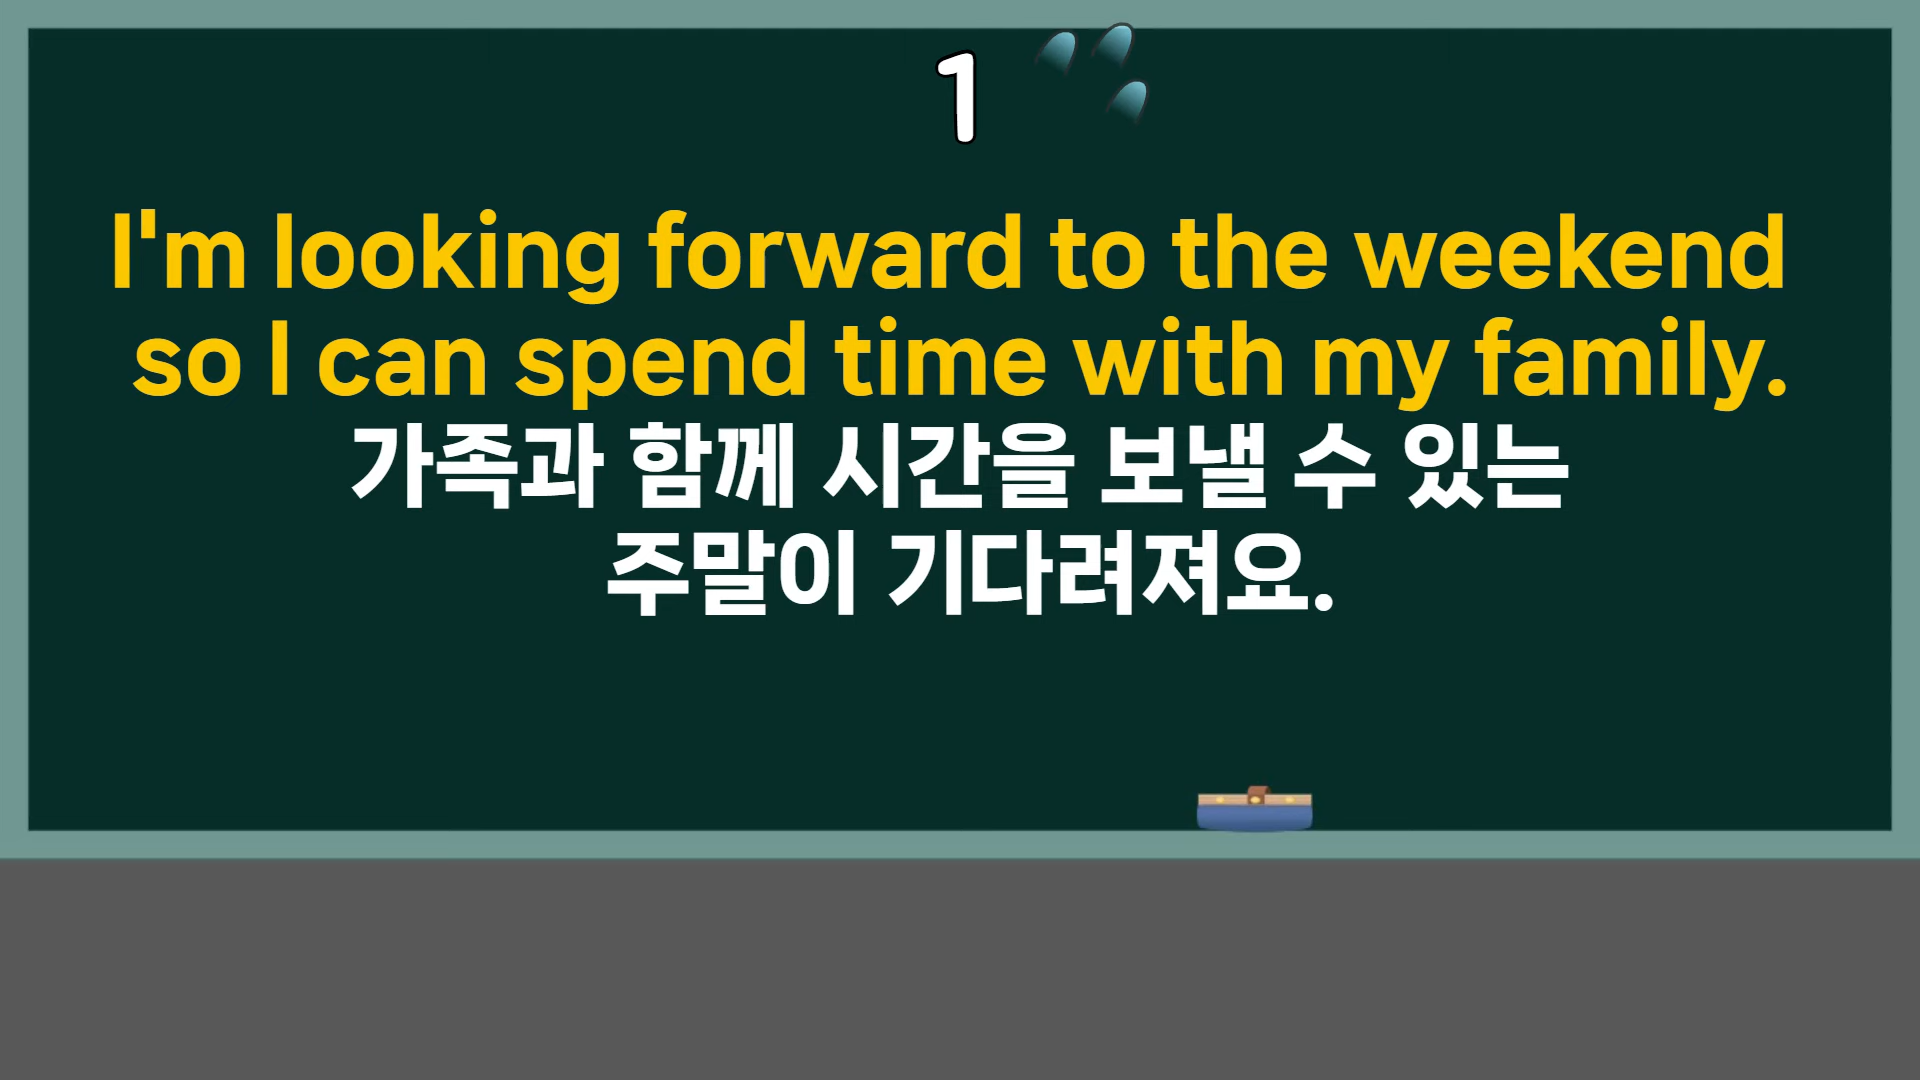 1
I'm looking forward to the weekend
so I can spend time with my family.
가족과 함께 시간을 보낼 수 있는
주말이 기다려져요.